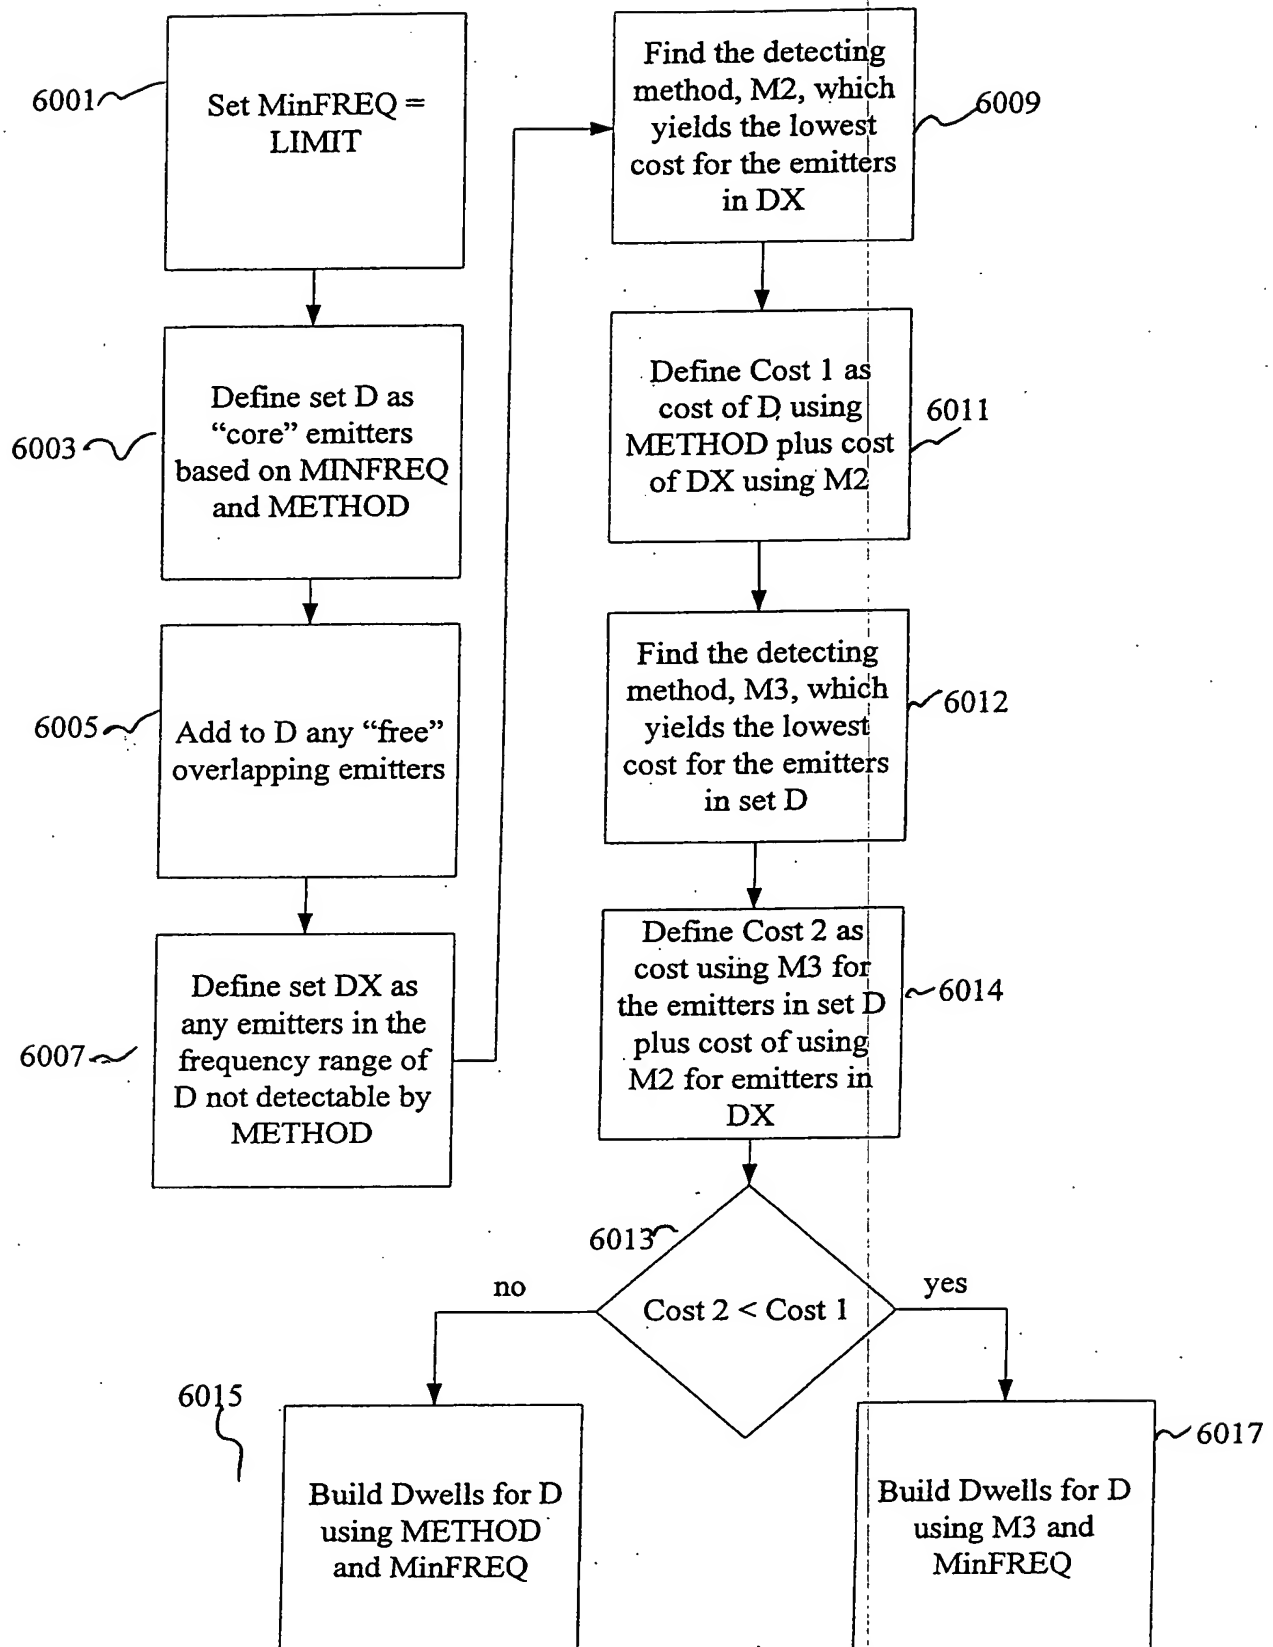 6001
Set MinFREQ =
LIMIT
6003
Define set D as
“core” emitters
based on MINFREQ
and METHOD
6005
Add to D any “free”
overlapping emitters
6007
Define set DX as
any emitters in the
frequency range of
D not detectable by
METHOD
Find the detecting
method, M2, which
yields the lowest
cost for the emitters
in DX
6009
Define Cost 1 as
cost of D using
METHOD plus cost
of DX using M2
6011
Find the detecting
method, M3, which
yields the lowest
cost for the emitters
in set D
6012
Define Cost 2 as
cost using M3 for
the emitters in set D
plus cost of using
M2 for emitters in
DX
6014
6013
no
Cost 2 < Cost 1
yes
6015
Build Dwells for D
using METHOD
and MinFREQ
6017
Build Dwells for D
using M3 and
MinFREQ